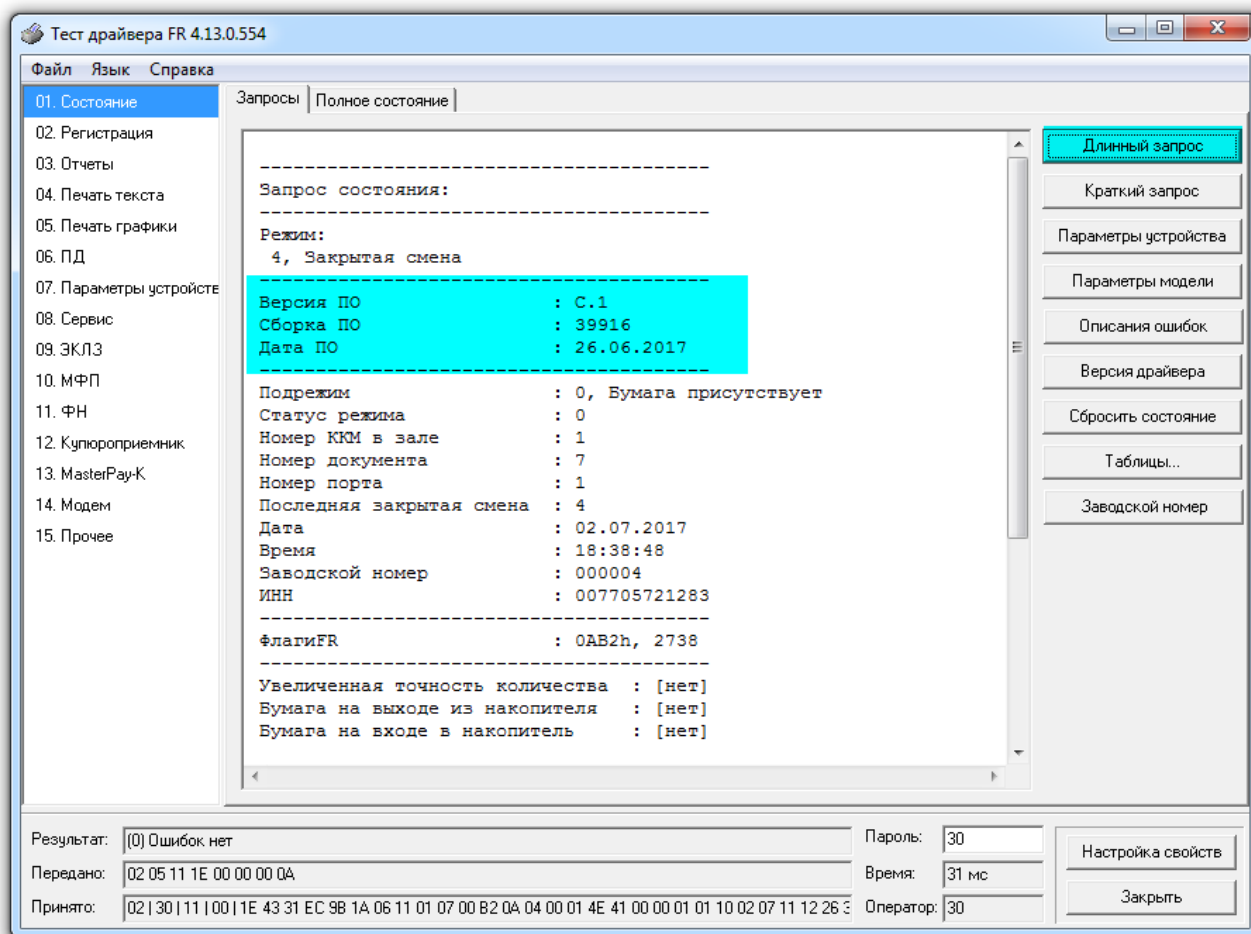 Тест драйвера FR 4.13.0.554
Файл Язык Справка
01. Состояние
02. Регистрация
03. Отчеты
04. Печать текста
05. Печать графики
06. ПД
07. Параметры устройств
08. Сервис
09. ЭКЛЗ
10. МФП
11. ФН
12. Купюроприемник
13. MasterPay-K
14. Модем
15. Прочее
Запросы Полное состояние
----------------------------------------
Запрос состояния:
----------------------------------------
Режим:
4, Закрытая смена
----------------------------------------
Версия ПО : C.1
Сборка ПО : 39916
Дата ПО : 26.06.2017
----------------------------------------
Подрежим : 0, Бумага присутствует
Статус режима : 0
Номер ККМ в зале : 1
Номер документа : 7
Номер порта : 1
Последняя закрытая смена : 4
Дата : 02.07.2017
Время : 18:38:48
Заводской номер : 000004
ИНН : 007705721283
----------------------------------------
ФлагиFR : 0AB2h, 2738
----------------------------------------
Увеличенная точность количества : [нет]
Бумага на выходе из накопителя : [нет]
Бумага на входе в накопитель : [нет]
Длинный запрос
Краткий запрос
Параметры устройства
Параметры модели
Описания ошибок
Версия драйвера
Сбросить состояние
Таблицы...
Заводской номер
Результат: (0) Ошибок нет
Передано: 02 05 11 1E 00 00 00 0A
Принято: 02 | 30 | 11 | 00 | 1E 43 31 EC 9B 1A 06 11 01 07 00 B2 0A 04 00 01 4E 41 00 00 01 01 10 02 07 11 12 26 3
Пароль: 30
Время: 31 мс
Оператор: 30
Настройка свойств
Закрыть